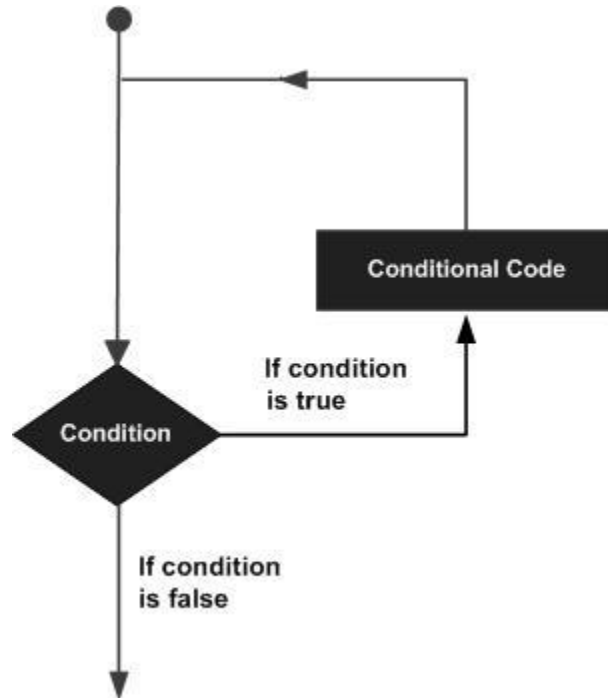 Conditional Code
If condition
is true
Condition
If condition
is false